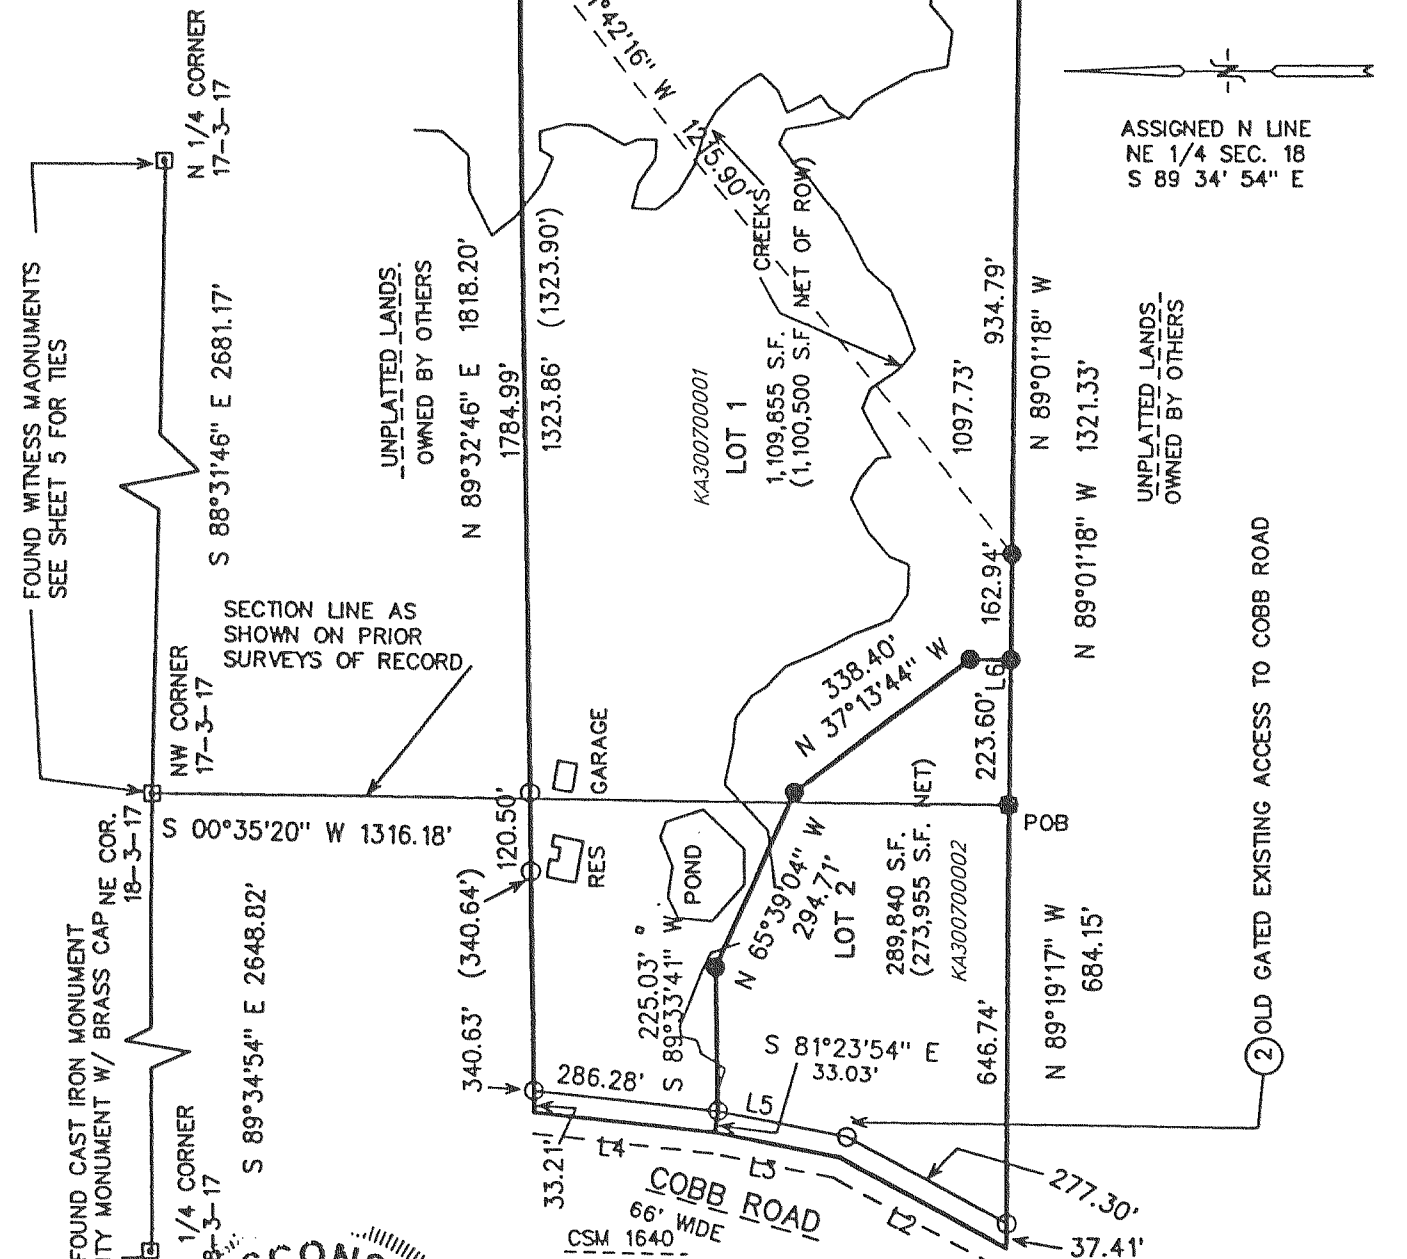 N 1/4 CORNER
17-3-17
FOUND WITNESS MAONUMENTS
SEE SHEET 5 FOR TIES
S 88°31'46" E 2681.17'
NW CORNER
17-3-17
NE COR.
18-3-17
SECTION LINE AS
SHOWN ON PRIOR
SURVEYS OF RECORD
S 00°35'20" W 1316.18'
FOUND CAST IRON MONUMENT
MONUMENT W/ BRASS CAP
S 89°34'54" E 2648.82'
1/4 CORNER
UNPLATTED LANDS.
OWNED BY OTHERS
N 89°32'46" E 1818.20'
1784.99'
1323.86' (1323.90')
42'16" W
1215.90'
CREEKS
KA300700001
LOT 1
1,109,855 S.F.
(1,100,500 S.F. NET OF ROW)
ASSIGNED N LINE
NE 1/4 SEC. 18
S 89 34' 54" E
934.79'
N 89°01'18" W
1097.73'
N 89°01'18" W 1321.33'
UNPLATTED LANDS
OWNED BY OTHERS
162.94'
L6
223.60'
338.40'
N 37°13'44" W
GARAGE
RES
120.50'
340.63' (340.64')
POND
POB
N 65°39'04" W
294.71'
LOT 2
289,840 S.F.
(273,955 S.F. NET)
KA300700002
225.03'
S 89°33'41" W
S 81°23'54" E
33.03'
646.74'
N 89°19'17" W
684.15'
286.28'
L5
33.21'
L4
L3
L2
COBB ROAD
66' WIDE
CSM 1640
277.30'
37.41'
2 OLD GATED EXISTING ACCESS TO COBB ROAD